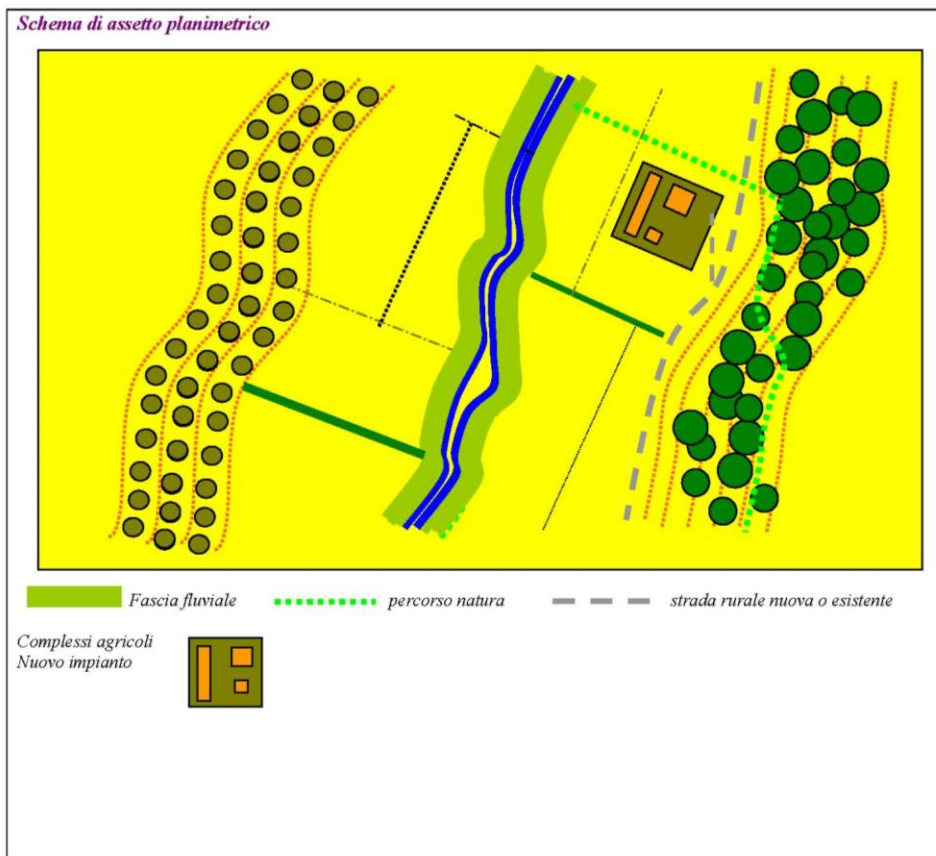 Schema di assetto planimetrico
Fascia fluviale
percorso natura
strada rurale nuova o esistente
Complessi agricoli
Nuovo impianto